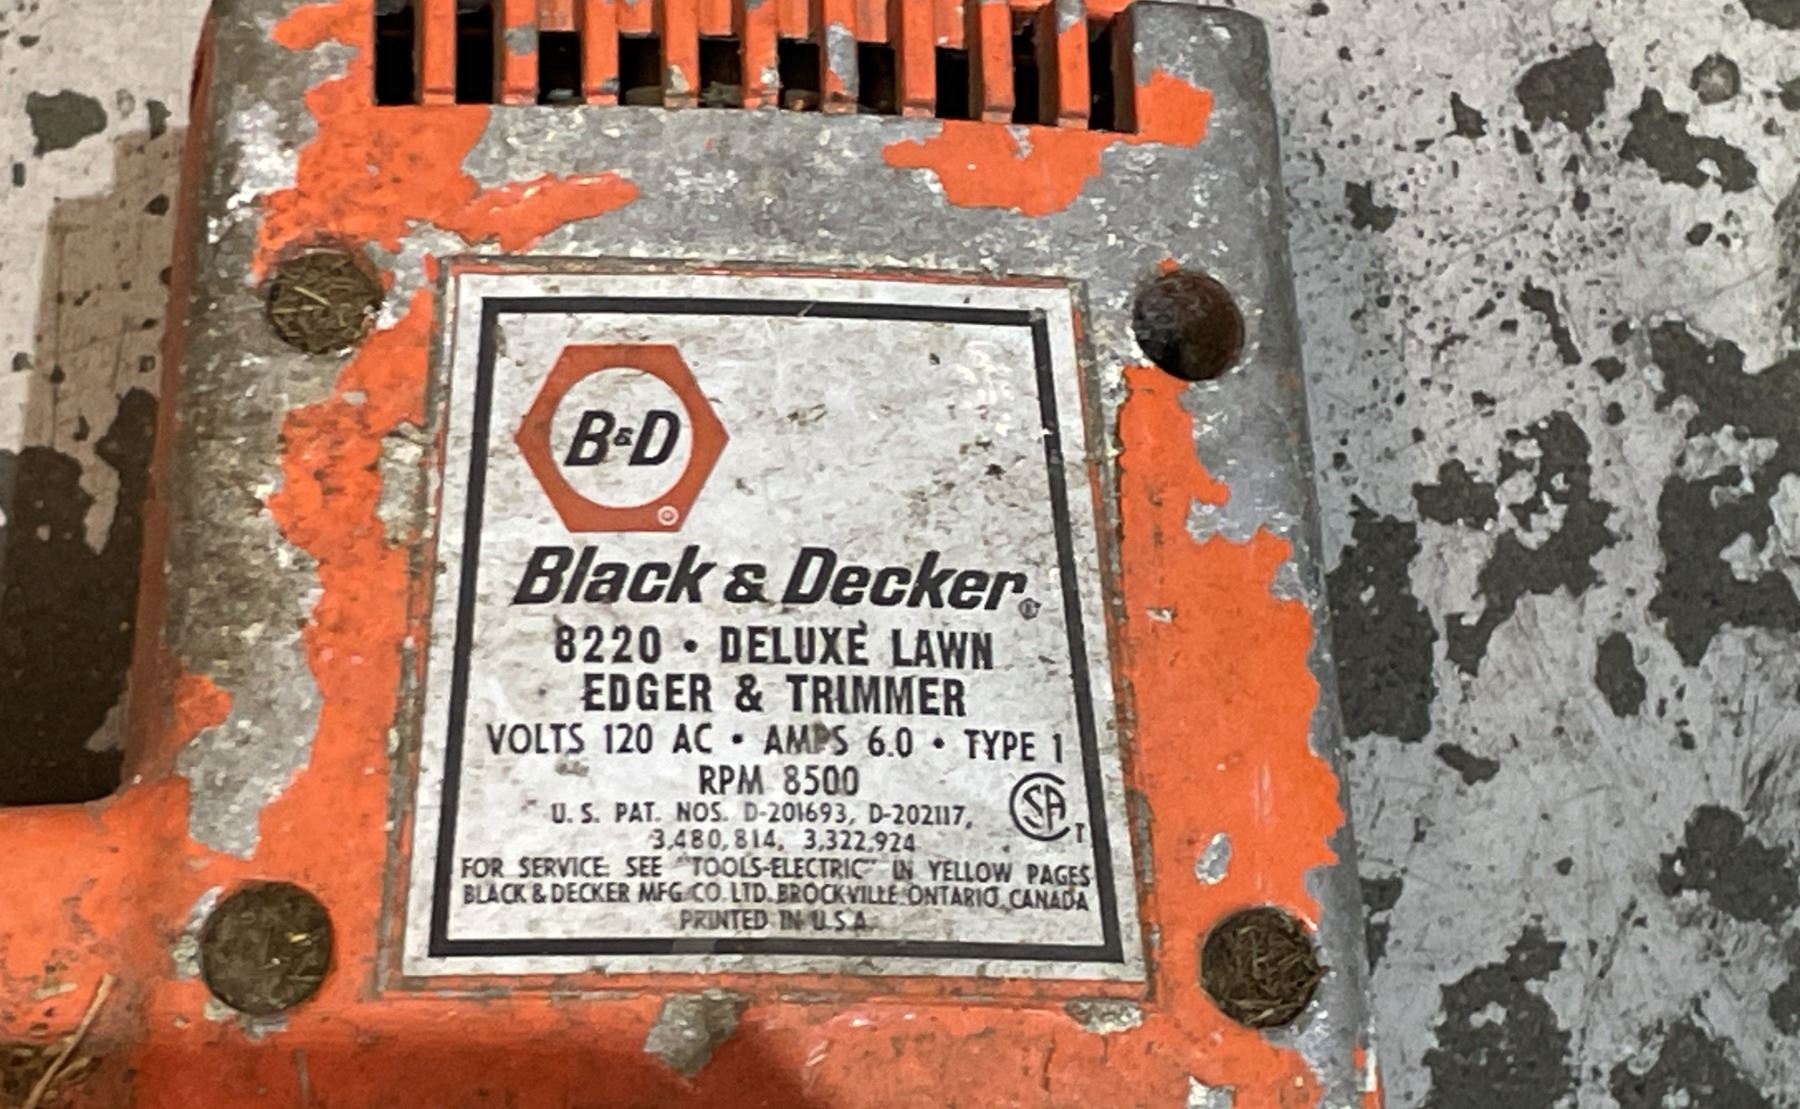 B&D
®
Black & Decker®
8220 • DELUXE LAWN
EDGER & TRIMMER
VOLTS 120 AC • AMPS 6.0 • TYPE 1
RPM 8500
U.S. PAT. NOS. D-201693, D-202117,
3,480,814, 3,322,924
SA T
FOR SERVICE: SEE "TOOLS-ELECTRIC" IN YELLOW PAGES
BLACK & DECKER MFG CO. LTD. BROCKVILLE ONTARIO CANADA
PRINTED IN U.S.A.